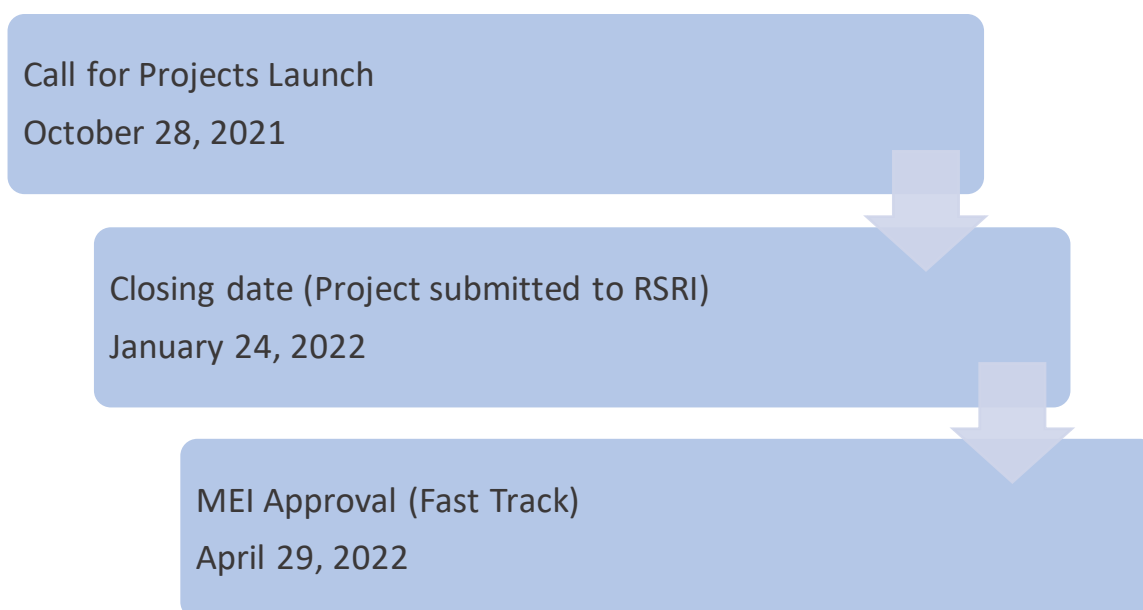 Call for Projects Launch
October 28, 2021
Closing date (Project submitted to RSRI)
January 24, 2022
MEI Approval (Fast Track)
April 29, 2022